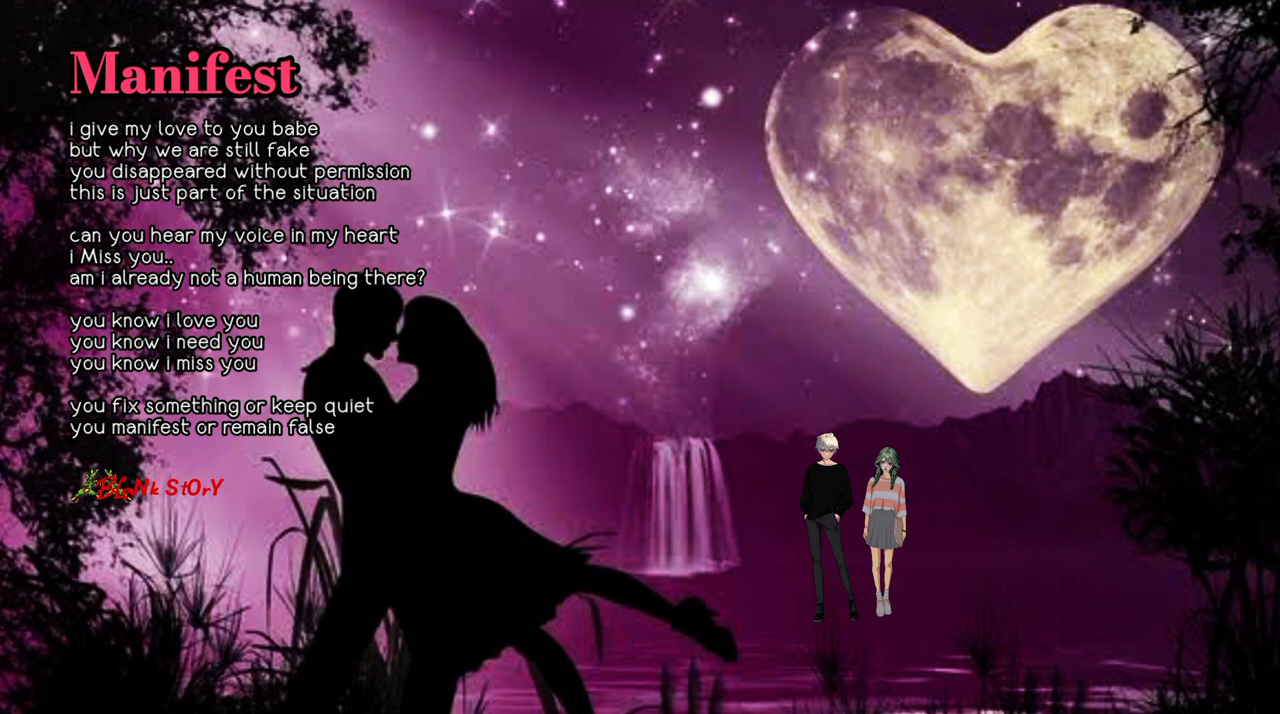 Manifest
i give my love to you babe
but why we are still fake
you disappeared without permission
this is just part of the situation
can you hear my voice in my heart
i Miss you..
am i already not a human being there?
you know i love you
you know i need you
you know i miss you
you fix something or keep quiet
you manifest or remain false
StOrY